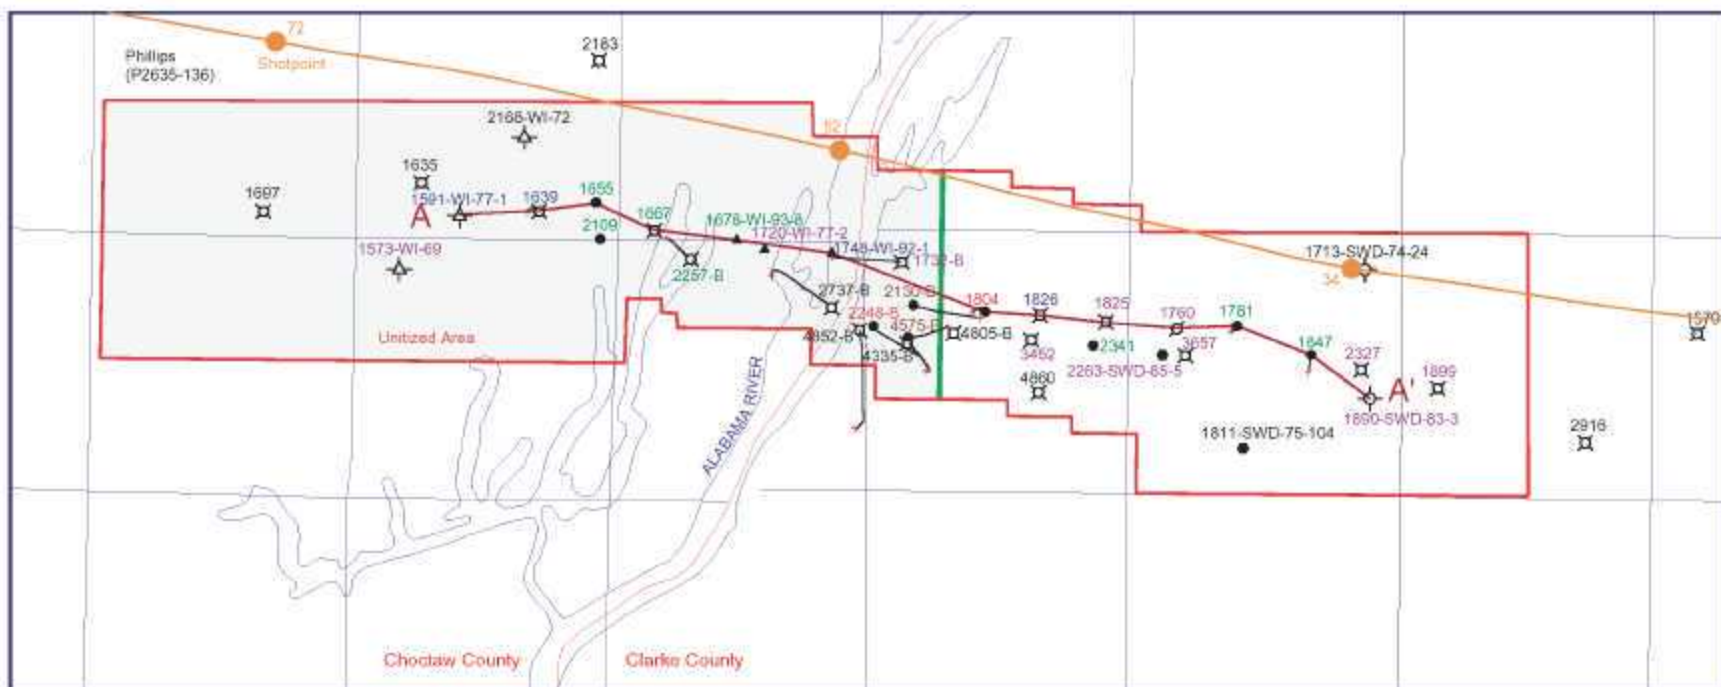 72
Shotpoint
Phillips
(P2635-136)
2183
2168-WI-72
52
1635
1697
1591-WI-77-1
A
1639
1655
2109
1573-WI-69
1667
1678-WI-93-8
1720-WI-77-2
1748-WI-92-1
1732-B
2257-B
1713-SWD-74-24
34
2737-B
2130-B
2248-B
4575-B
4852-B
4335-B
4805-B
1804
1826
1825
1760
1781
1570
Unitized Area
3462
2341
3657
2263-SWD-85-5
1647
2327
1899
A'
1890-SWD-83-3
4860
1811-SWD-75-104
2916
ALABAMA RIVER
Choctaw County
Clarke County